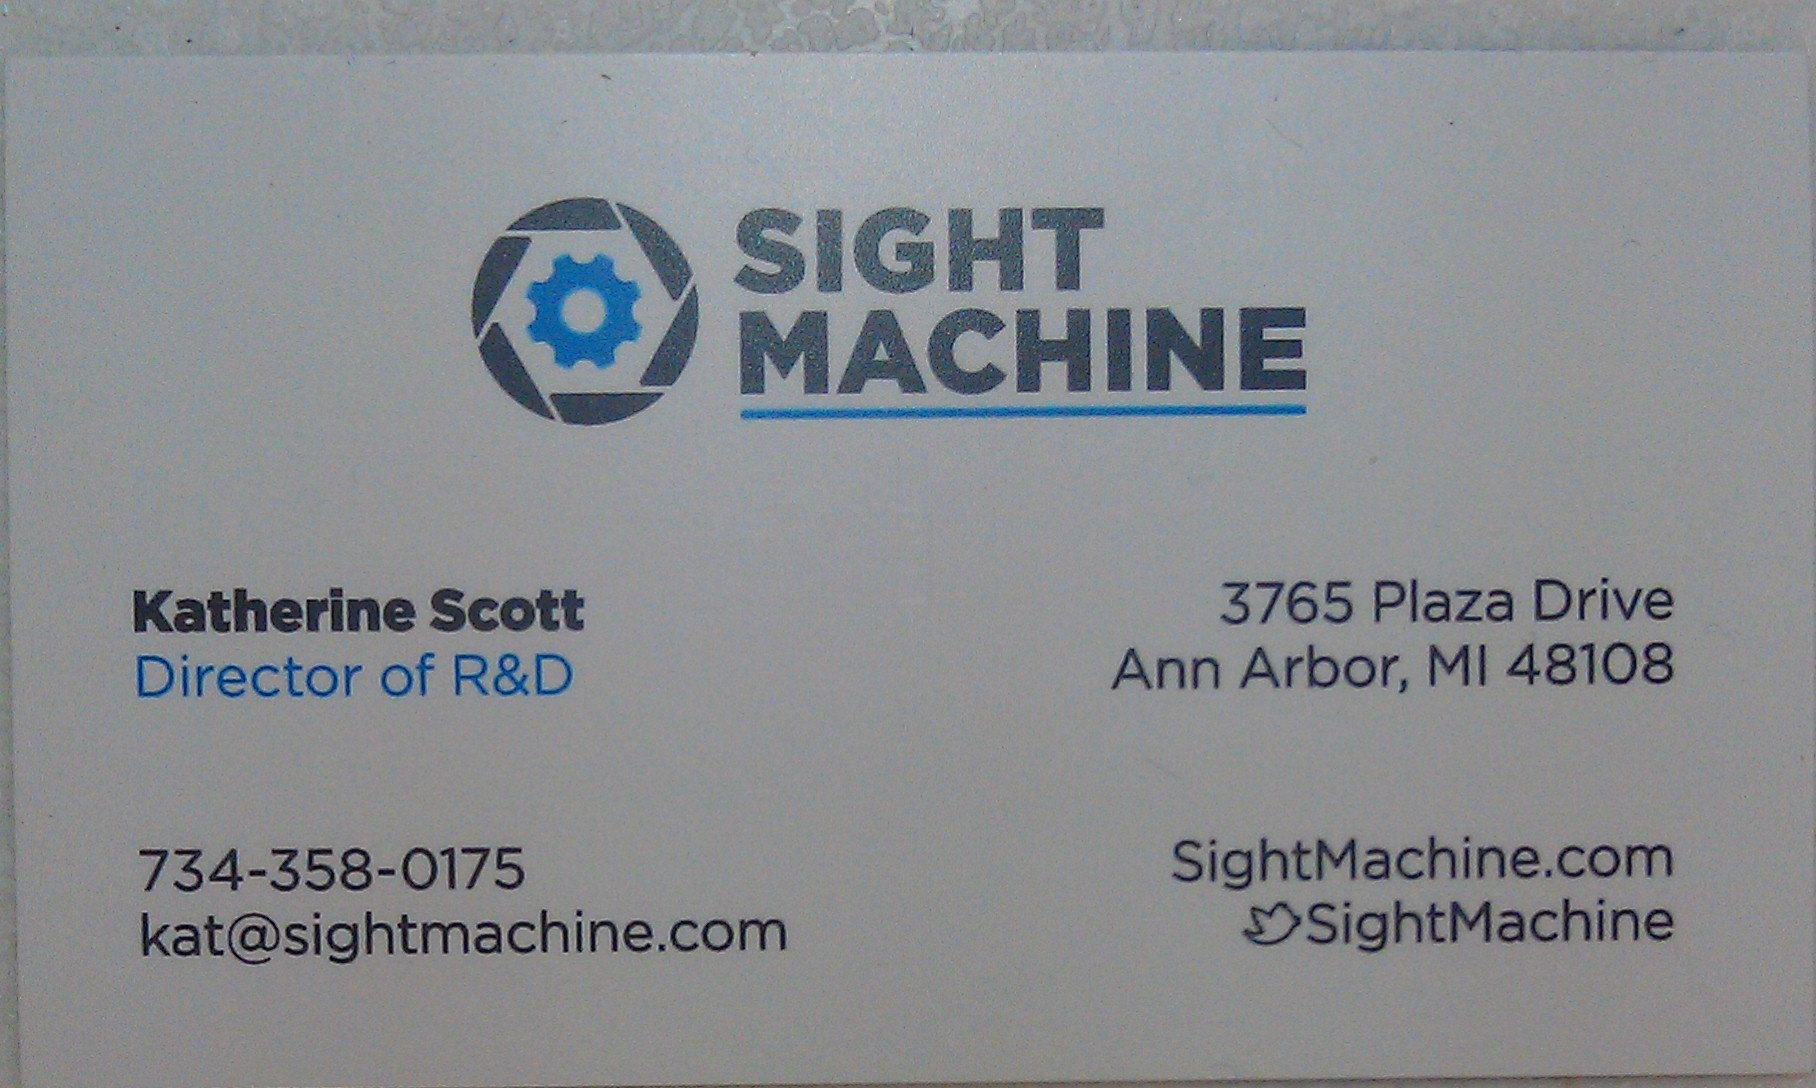 SIGHT
MACHINE
Katherine Scott
Director of R&D
3765 Plaza Drive
Ann Arbor, MI 48108
734-358-0175
kat@sightmachine.com
SightMachine.com
SightMachine